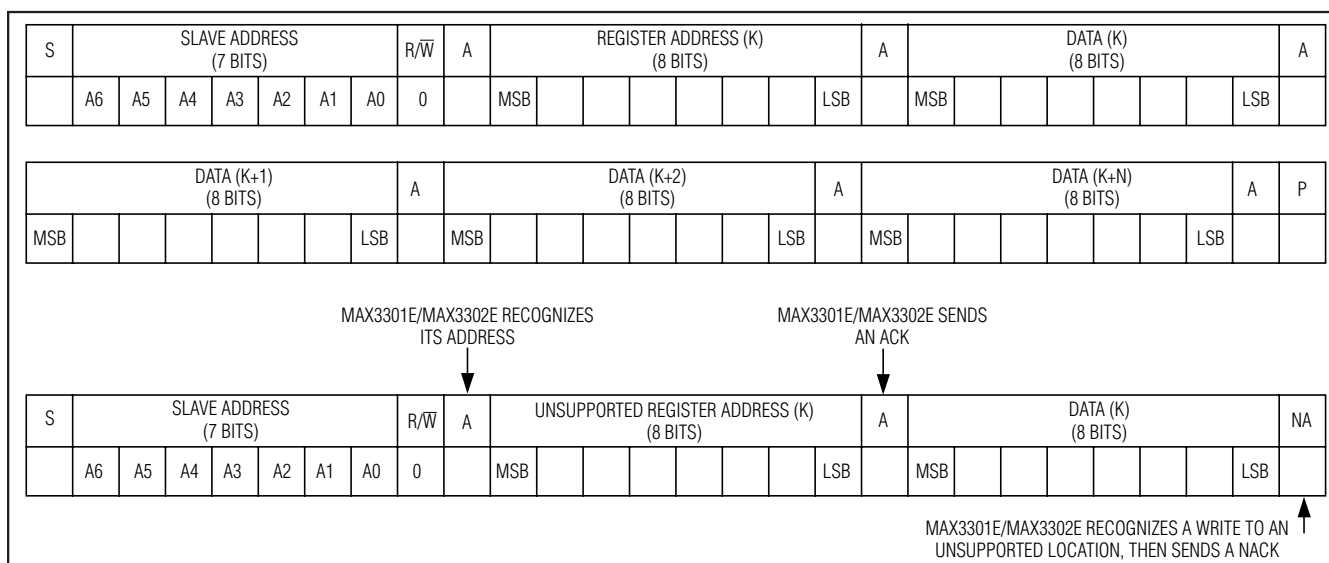 S SLAVE ADDRESS R/W̅ A REGISTER ADDRESS (K) A DATA (K) A
(7 BITS) (8 BITS) (8 BITS)
A6 A5 A4 A3 A2 A1 A0 0 MSB LSB MSB LSB
DATA (K+1) A DATA (K+2) A DATA (K+N) A P
(8 BITS) (8 BITS) (8 BITS)
MSB LSB MSB LSB MSB LSB
MAX3301E/MAX3302E RECOGNIZES
ITS ADDRESS
MAX3301E/MAX3302E SENDS
AN ACK
S SLAVE ADDRESS R/W̅ A UNSUPPORTED REGISTER ADDRESS (K) A DATA (K) NA
(7 BITS) (8 BITS) (8 BITS)
A6 A5 A4 A3 A2 A1 A0 0 MSB LSB MSB LSB
MAX3301E/MAX3302E RECOGNIZES A WRITE TO AN
UNSUPPORTED LOCATION, THEN SENDS A NACK